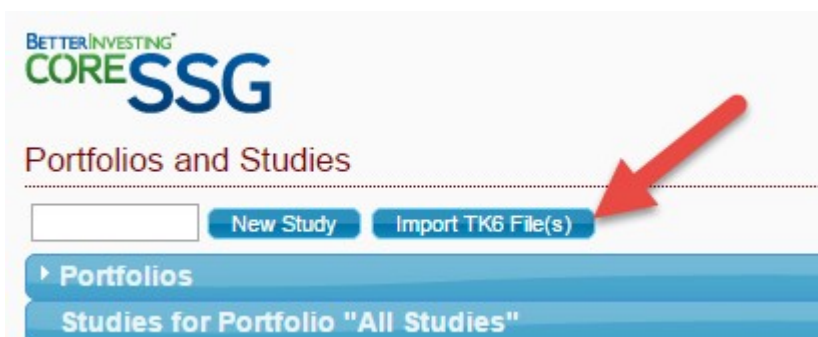 BETTERINVESTING
CORESSG
Portfolios and Studies
New Study Import TK6 File(s)
Portfolios
Studies for Portfolio "All Studies"